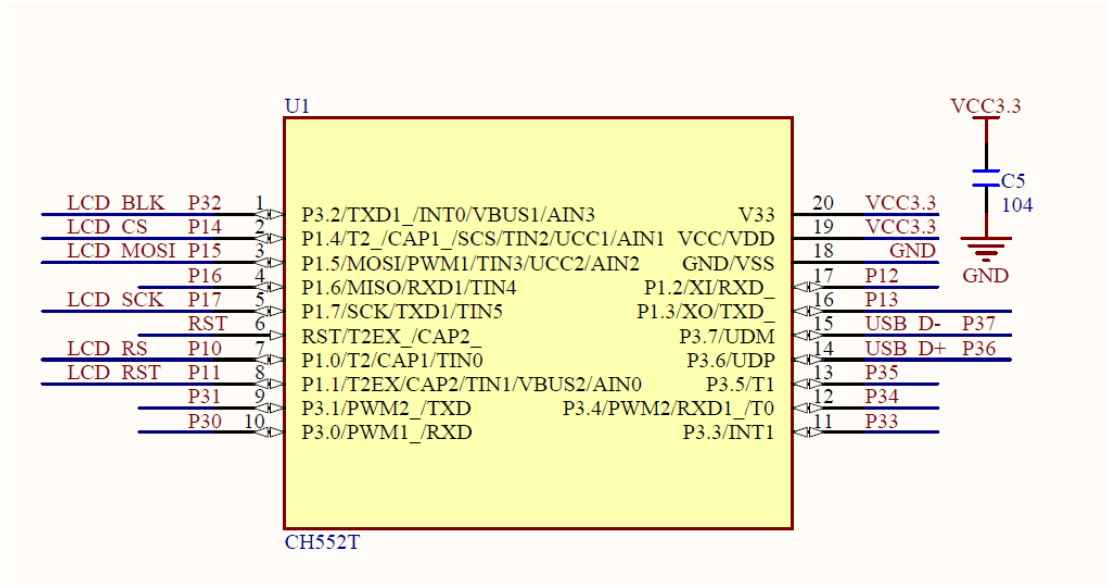 U1
VCC3.3
C5
104
GND
LCD_BLK P32 1 P3.2/TXD1_/INT0/VBUS1/AIN3 V33 20 VCC3.3
LCD_CS P14 2 P1.4/T2_/CAP1_/SCS/TIN2/UCC1/AIN1 VCC/VDD 19 VCC3.3
LCD_MOSI P15 3 P1.5/MOSI/PWM1/TIN3/UCC2/AIN2 GND/VSS 18 GND
P16 4 P1.6/MISO/RXD1/TIN4 P1.2/XI/RXD_ 17 P12
LCD_SCK P17 5 P1.7/SCK/TXD1/TIN5 P1.3/XO/TXD_ 16 P13
RST 6 RST/T2EX_/CAP2_ P3.7/UDM 15 USB_D- P37
LCD_RS P10 7 P1.0/T2/CAP1/TIN0 P3.6/UDP 14 USB_D+ P36
LCD_RST P11 8 P1.1/T2EX/CAP2/TIN1/VBUS2/AIN0 P3.5/T1 13 P35
P31 9 P3.1/PWM2_/TXD P3.4/PWM2/RXD1_/T0 12 P34
P30 10 P3.0/PWM1_/RXD P3.3/INT1 11 P33
CH552T